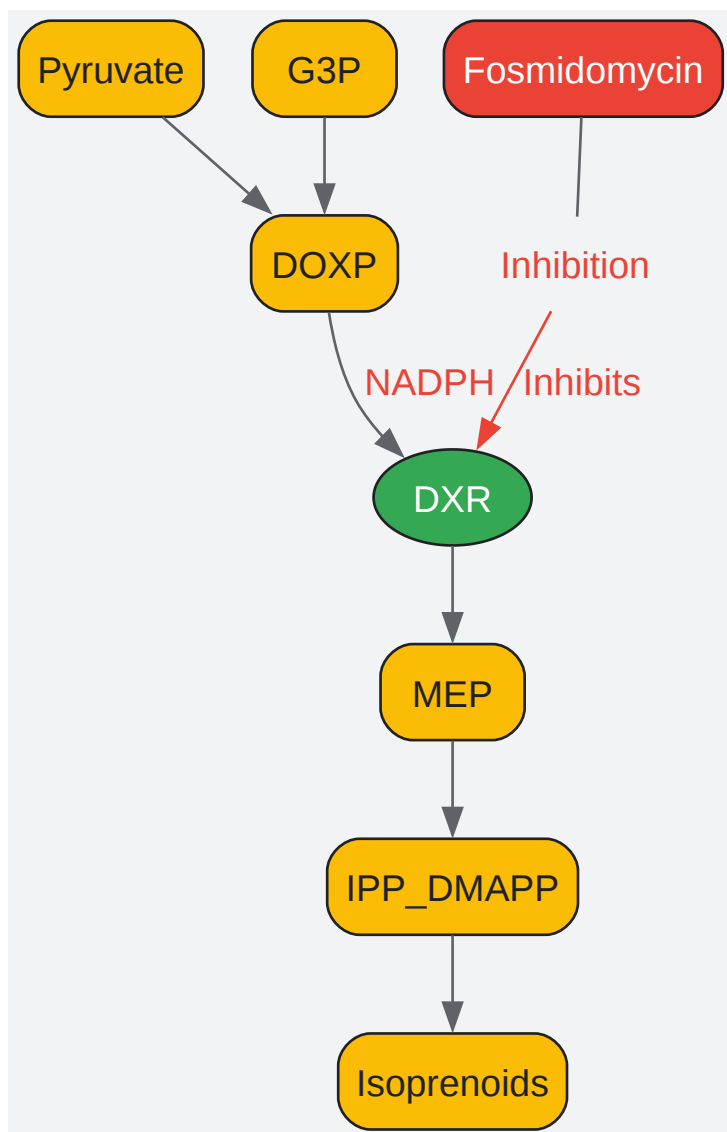 Pyruvate
G3P
Fosmidomycin
DOXP
Inhibition
NADPH
Inhibits
DXR
MEP
IPP_DMAPP
Isoprenoids